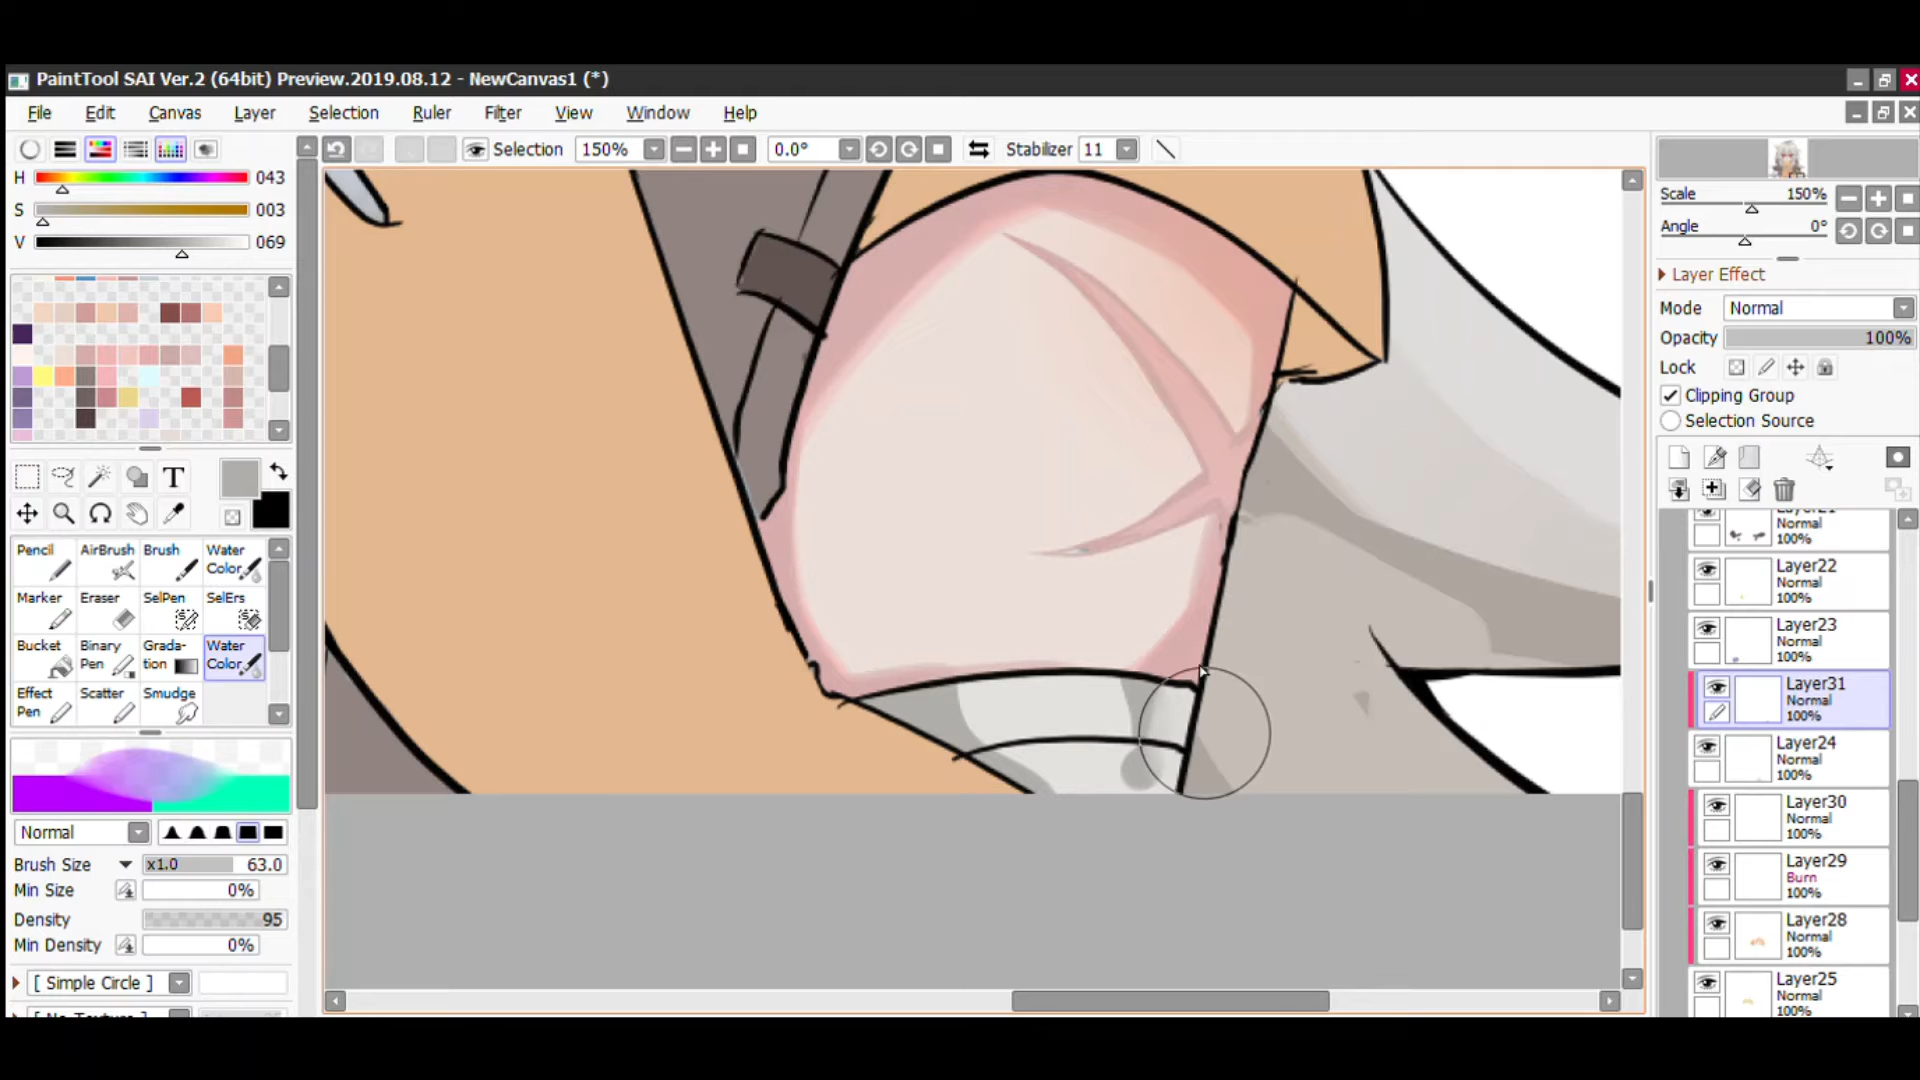 PaintTool SAI Ver.2 (64bit) Preview.2019.08.12 - NewCanvas1 (*)
File Edit Canvas Layer Selection Ruler Filter View Window Help
Selection 150% 0.0° Stabilizer 11
H 043
S 003
V 069
T
Pencil AirBrush Brush Water Color
Marker Eraser SelPen SelErs
Bucket Binary Pen Grada-tion Water Color
Effect Pen Scatter Smudge
Normal
Brush Size x1.0 63.0
Min Size 0%
Density 95
Min Density 0%
[ Simple Circle ]
Scale 150%
Angle 0°
Layer Effect
Mode Normal
Opacity 100%
Lock
Clipping Group
Selection Source
Layer21
Normal
100%
Layer22
Normal
100%
Layer23
Normal
100%
Layer31
Normal
100%
Layer24
Normal
100%
Layer30
Normal
100%
Layer29
Burn
100%
Layer28
Normal
100%
Layer25
Normal
100%